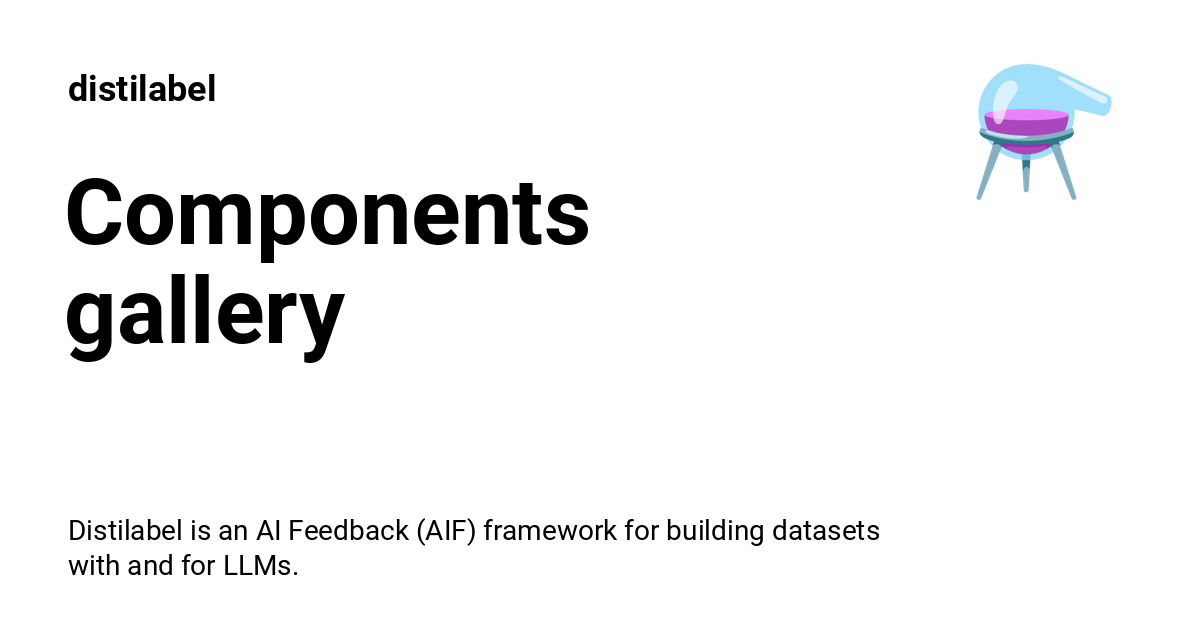 distilabel
Components
gallery
Distilabel is an AI Feedback (AIF) framework for building datasets
with and for LLMs.